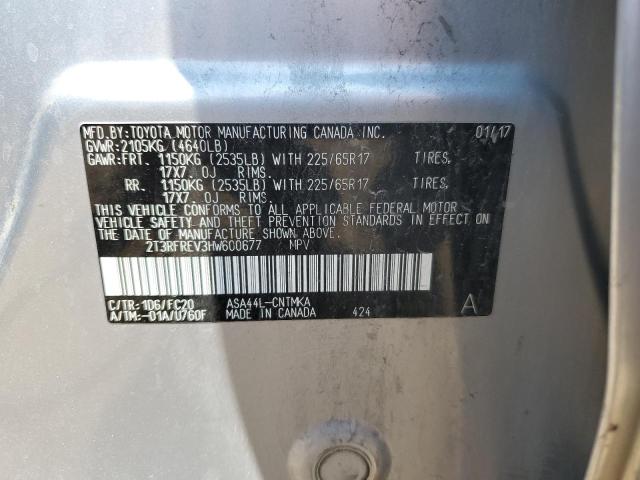 MFD.BY:TOYOTA MOTOR MANUFACTURING CANADA INC. 01/17
GVWR:2105KG (4640LB)
GAWR:FRT. 1150KG (2535LB) WITH 225/65R17 TIRES,
17X7.0J RIMS.
RR. 1150KG (2535LB) WITH 225/65R17 TIRES,
17X7.0J RIMS.
THIS VEHICLE CONFORMS TO ALL APPLICABLE FEDERAL MOTOR
VEHICLE SAFETY AND THEFT PREVENTION STANDARDS IN EFFECT
ON THE DATE OF MANUFACTURE SHOWN ABOVE.
2T3RFREV3HW600677 MPV
C/TR:1D6/FC20 ASA44L-CNTMKA
A/TM:-01A/U760F MADE IN CANADA 424 A